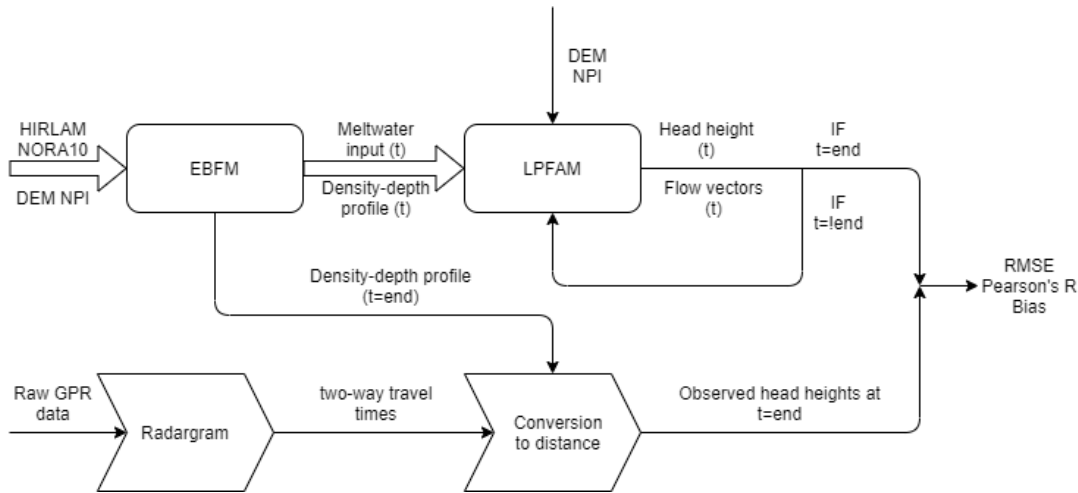 DEM
NPI
HIRLAM
NORA10
DEM NPI
EBFM
Meltwater
input (t)
Density-depth
profile (t)
LPFAM
Head height
(t)
Flow vectors
(t)
IF
t=end
IF
t=!end
Density-depth profile
(t=end)
RMSE
Pearson's R
Bias
Raw GPR
data
Radargram
two-way travel
times
Conversion
to distance
Observed head heights at
t=end